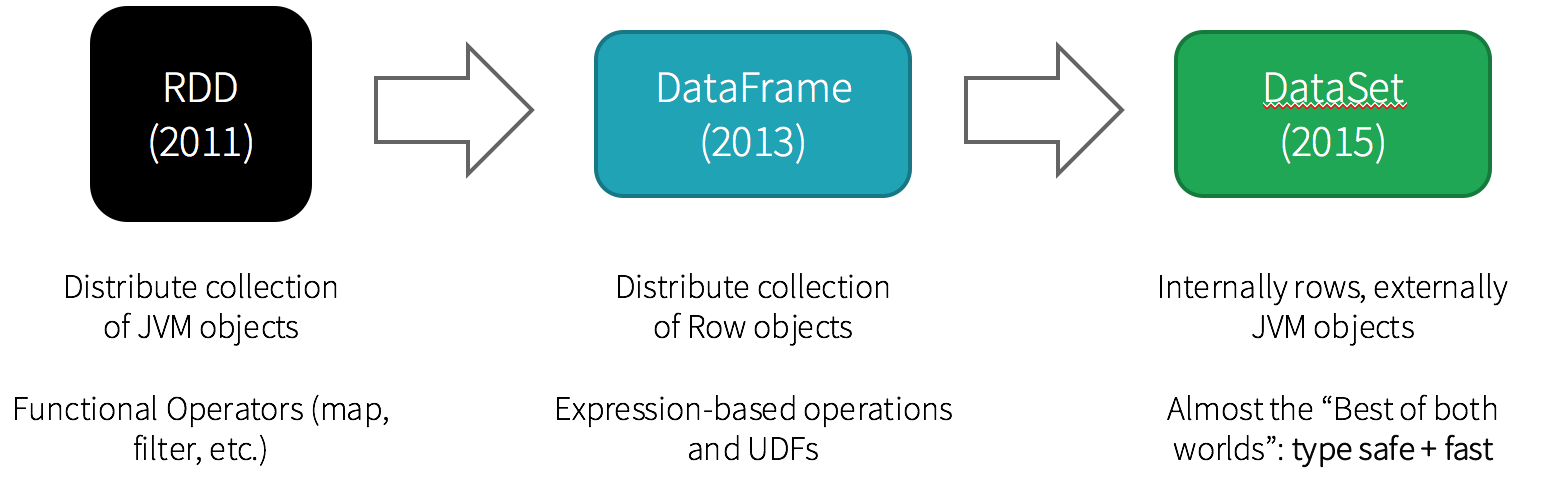 RDD
(2011)
DataFrame
(2013)
DataSet
(2015)
Distribute collection
of JVM objects
Functional Operators (map,
filter, etc.)
Distribute collection
of Row objects
Expression-based operations
and UDFs
Internally rows, externally
JVM objects
Almost the “Best of both
worlds”: type safe + fast